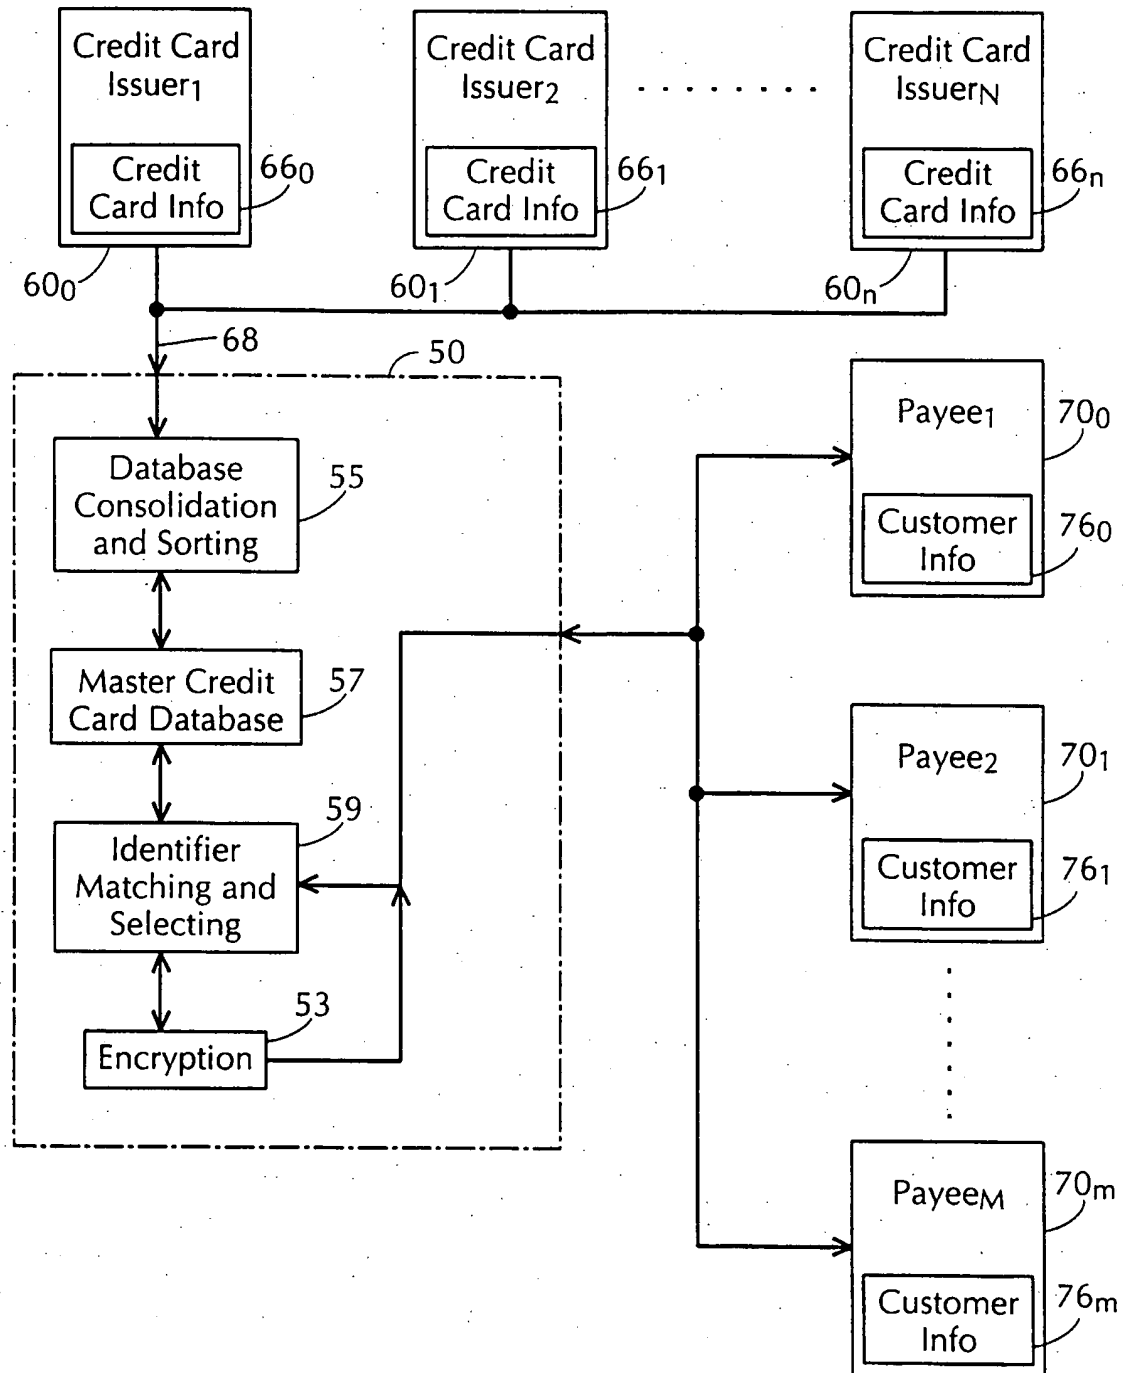 Credit Card
Issuer1
Credit
Card Info
660
600
Credit Card
Issuer2
Credit
Card Info
661
601
Credit Card
IssuerN
Credit
Card Info
66n
60n
68
50
Database
Consolidation
and Sorting
55
Master Credit
Card Database
57
Identifier
Matching and
Selecting
59
Encryption
53
Payee1
700
Customer
Info
760
Payee2
701
Customer
Info
761
PayeeM
70m
Customer
Info
76m